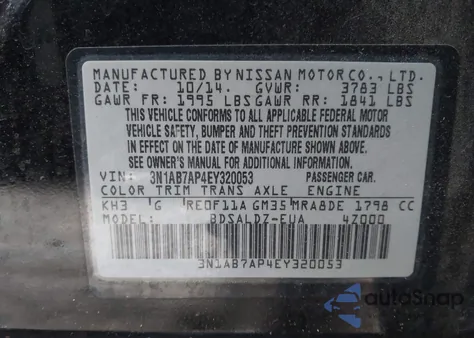 MANUFACTURED BY NISSAN MOTOR CO., LTD.
DATE: 10/14. GVWR: 3783 LBS
GAWR FR: 1995 LBS GAWR RR: 1841 LBS
THIS VEHICLE CONFORMS TO ALL APPLICABLE FEDERAL MOTOR
VEHICLE SAFETY, BUMPER AND THEFT PREVENTION STANDARDS
IN EFFECT ON THE DATE OF MANUFACTURE SHOWN ABOVE.
SEE OWNER'S MANUAL FOR ADDITIONAL INFORMATION.
VIN: 3N1AB7AP4EY320053 PASSENGER CAR.
COLOR TRIM TRANS AXLE ENGINE
KH3 G RE0F11A GM35 MRA8DE 1798 CC
MODEL: BDSALDZ-EUA 4Z000
3N1AB7AP4EY320053
autoSnap